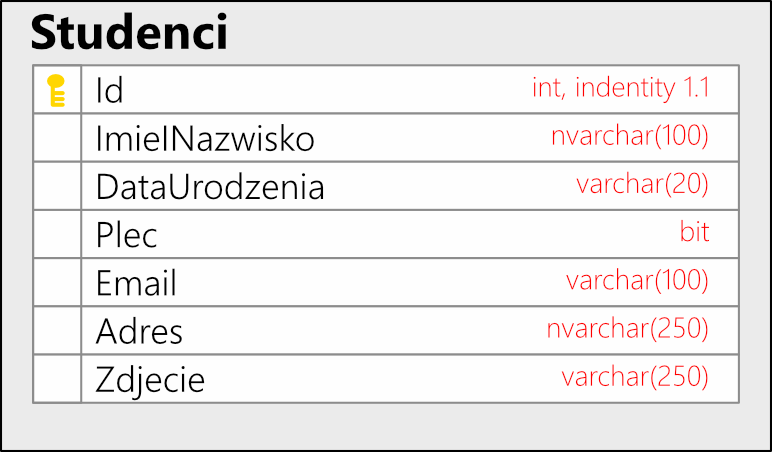 Studenci
Id int, indentity 1.1
ImieINazwisko nvarchar(100)
DataUrodzenia varchar(20)
Plec bit
Email varchar(100)
Adres nvarchar(250)
Zdjecie varchar(250)